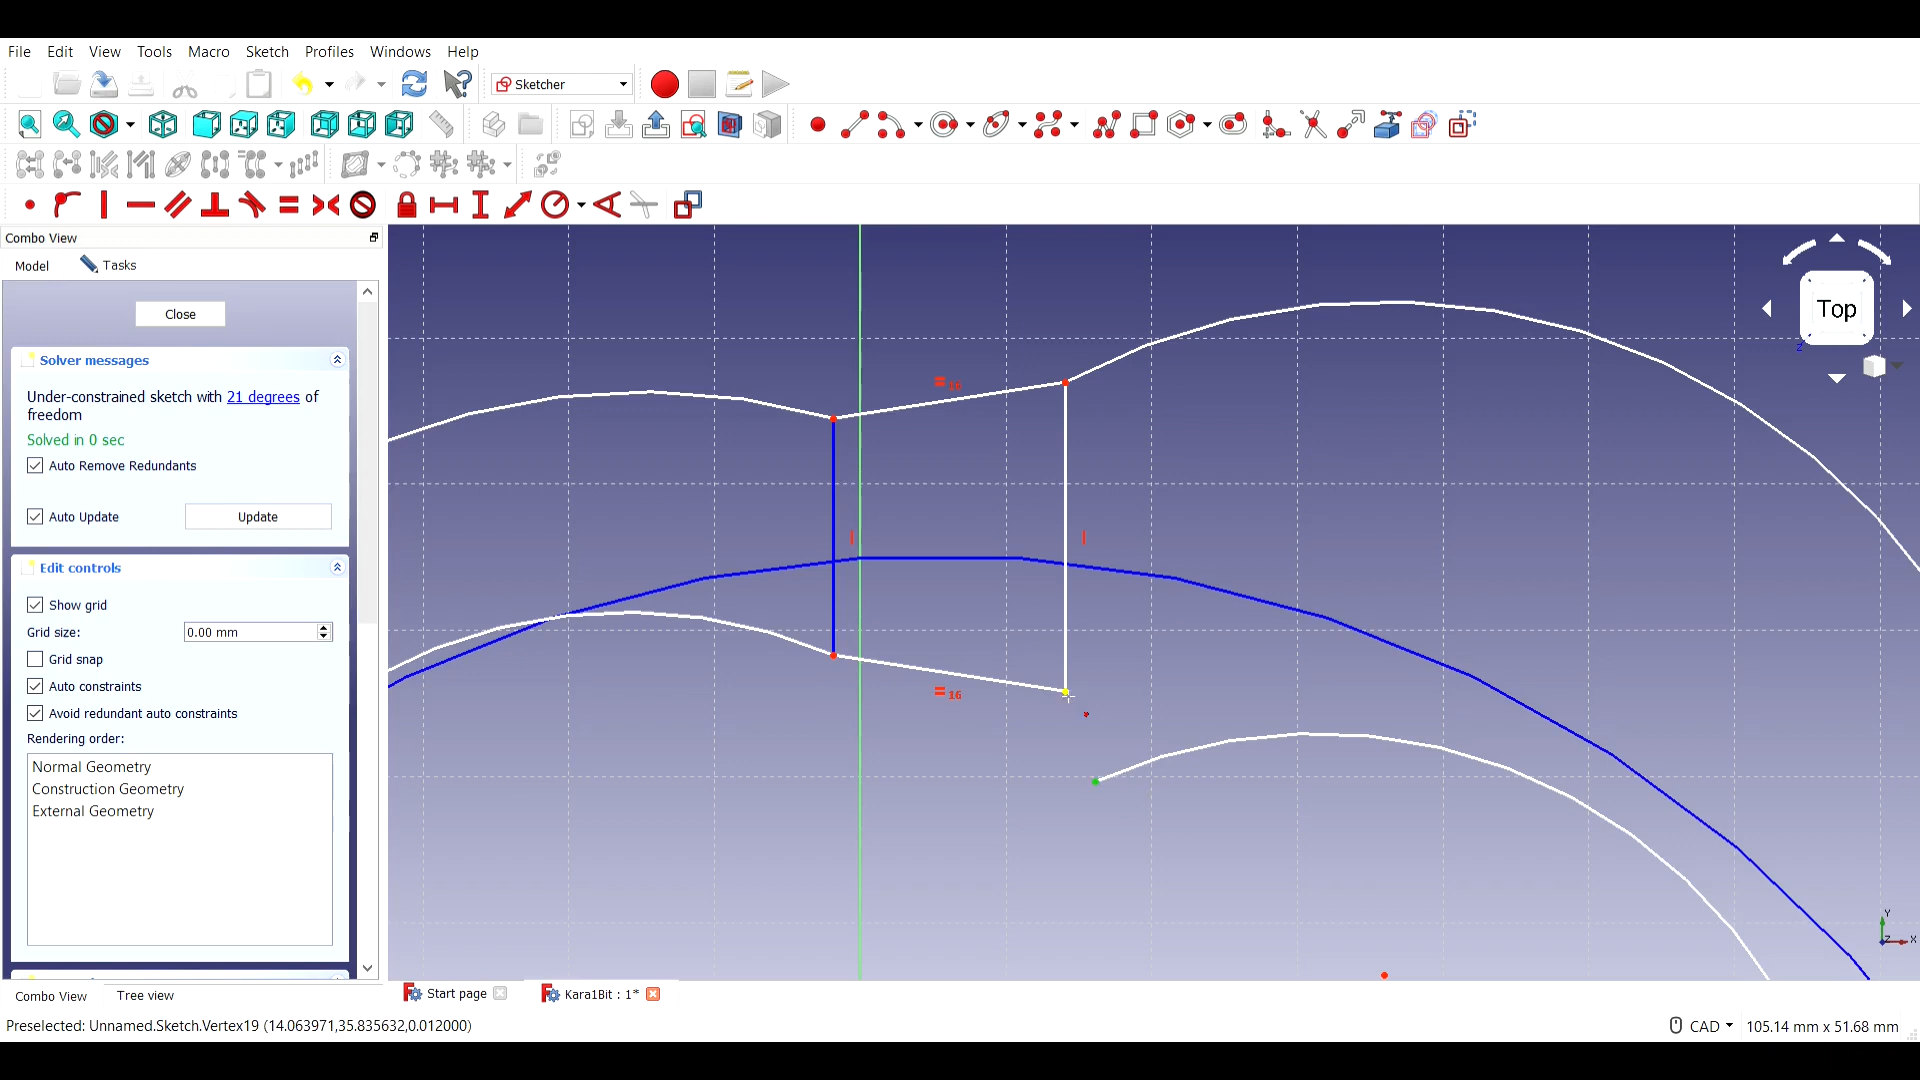 File Edit View Tools Macro Sketch Profiles Windows Help
Sketcher
Combo View
Model Tasks
Close
Solver messages
Under-constrained sketch with 21 degrees of
freedom
Solved in 0 sec
Auto Remove Redundants
Auto Update Update
Edit controls
Show grid
Grid size: 0.00 mm
Grid snap
Auto constraints
Avoid redundant auto constraints
Rendering order:
Normal Geometry
Construction Geometry
External Geometry
Combo View Tree view
16
16
Top
Z
Y
Z X
Start page Kara1Bit : 1*
Preselected: Unnamed.Sketch.Vertex19 (14.063971,35.835632,0.012000)
CAD 105.14 mm x 51.68 mm